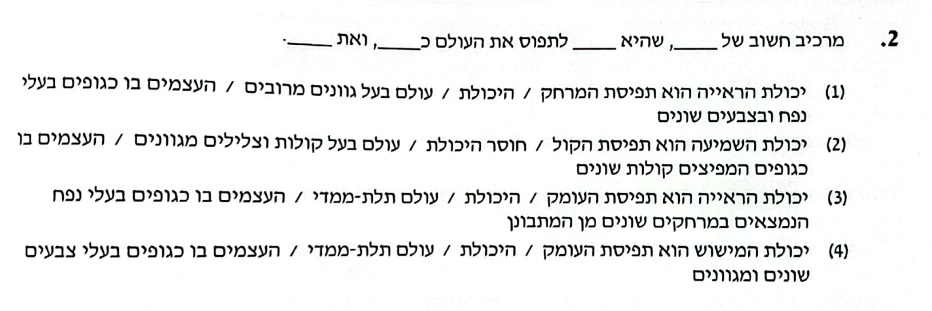 2. מרכיב חשוב של _____, שהיא _____ לתפוס את העולם כ_____, ואת _____.
(1) יכולת הראייה הוא תפיסת המרחק / היכולת / עולם בעל גוונים מרובים / העצמים בו כגופים בעלי
נפח ובצבעים שונים
(2) יכולת השמיעה הוא תפיסת הקול / חוסר היכולת / עולם בעל קולות וצלילים מגוונים / העצמים בו
כגופים המפיצים קולות שונים
(3) יכולת הראייה הוא תפיסת העומק / היכולת / עולם תלת-ממדי / העצמים בו כגופים בעלי נפח
הנמצאים במרחקים שונים מן המתבונן
(4) יכולת המישוש הוא תפיסת העומק / היכולת / עולם תלת-ממדי / העצמים בו כגופים בעלי צבעים
שונים ומגוונים